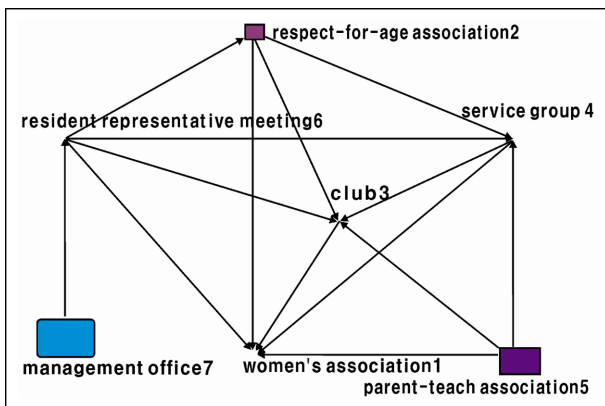 respect-for-age association2
service group 4
resident representative meeting6
club3
management office7
women's association1
parent-teach association5